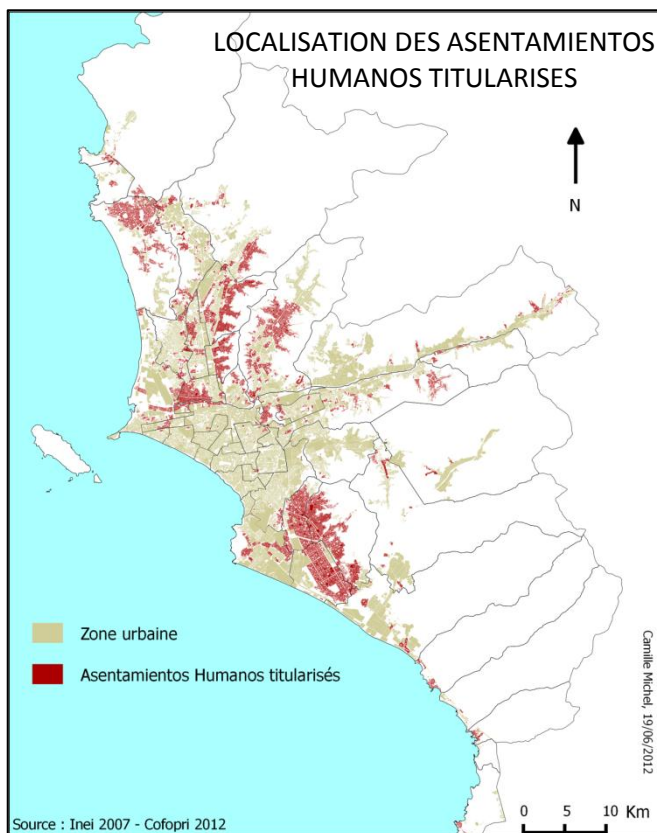 LOCALISATION DES ASENTAMIENTOS
HUMANOS TITULARISES
N
Zone urbaine
Asentamientos Humanos titularisés
Camille Michel, 19/06/2012
0 5 10 Km
Source : Inei 2007 - Cofopri 2012